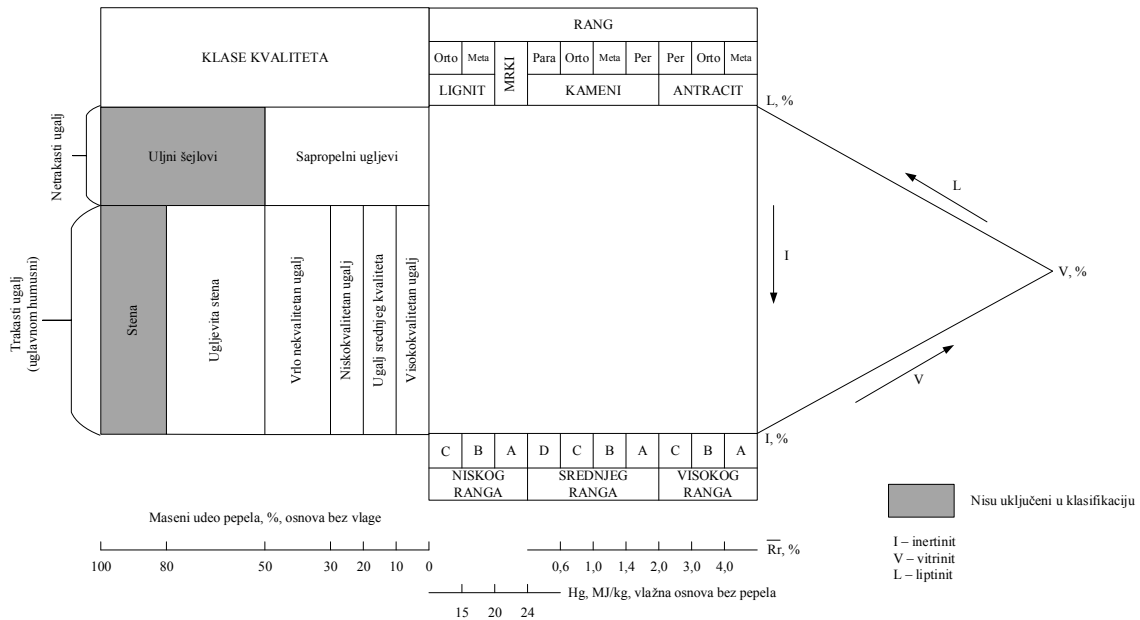 KLASE KVALITETA
RANG
Orto
Meta
MRKI
Para
Orto
Meta
Per
Per
Orto
Meta
LIGNIT
KAMENI
ANTRACIT
L, %
Netrakasti ugalj
Uljni šejlovi
Sapropelni ugljevi
L
Trakasti ugalj
(uglavnom humusni)
Stena
Ugljevita stena
Vrlo nekvalitetan ugalj
Niskokvalitetan ugalj
Ugalj srednjeg kvaliteta
Visokokvalitetan ugalj
I
V, %
V
I, %
C
B
A
D
C
B
A
C
B
A
NISKOG
RANGA
SREDNJEG
RANGA
VISOKOG
RANGA
Nisu uključeni u klasifikaciju
Maseni udeo pepela, %, osnova bez vlage
I – inertinit
V – vitrinit
L – liptinit
Rr, %
100
80
50
30
20
10
0
0,6
1,0
1,4
2,0
3,0
4,0
Hg, MJ/kg, vlažna osnova bez pepela
15
20
24